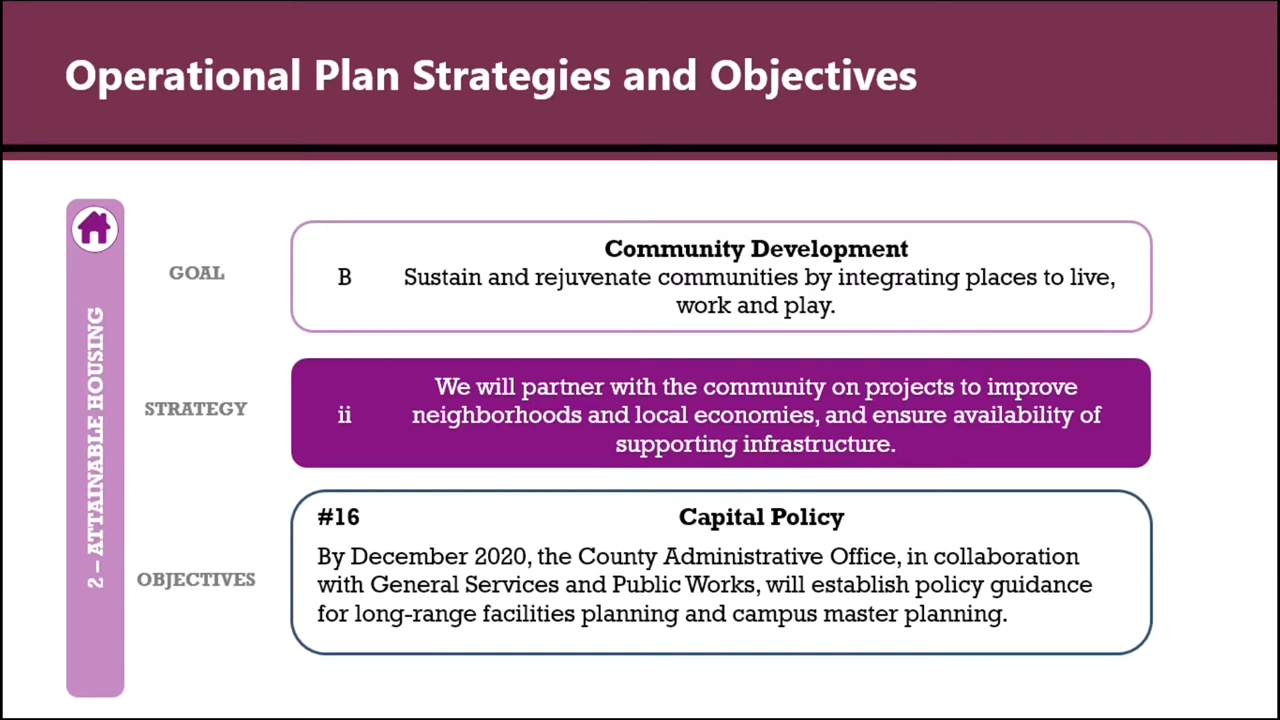 Operational Plan Strategies and Objectives
2 – ATTAINABLE HOUSING
GOAL
B
Community Development
Sustain and rejuvenate communities by integrating places to live,
work and play.
STRATEGY
ii
We will partner with the community on projects to improve
neighborhoods and local economies, and ensure availability of
supporting infrastructure.
OBJECTIVES
#16
Capital Policy
By December 2020, the County Administrative Office, in collaboration
with General Services and Public Works, will establish policy guidance
for long-range facilities planning and campus master planning.